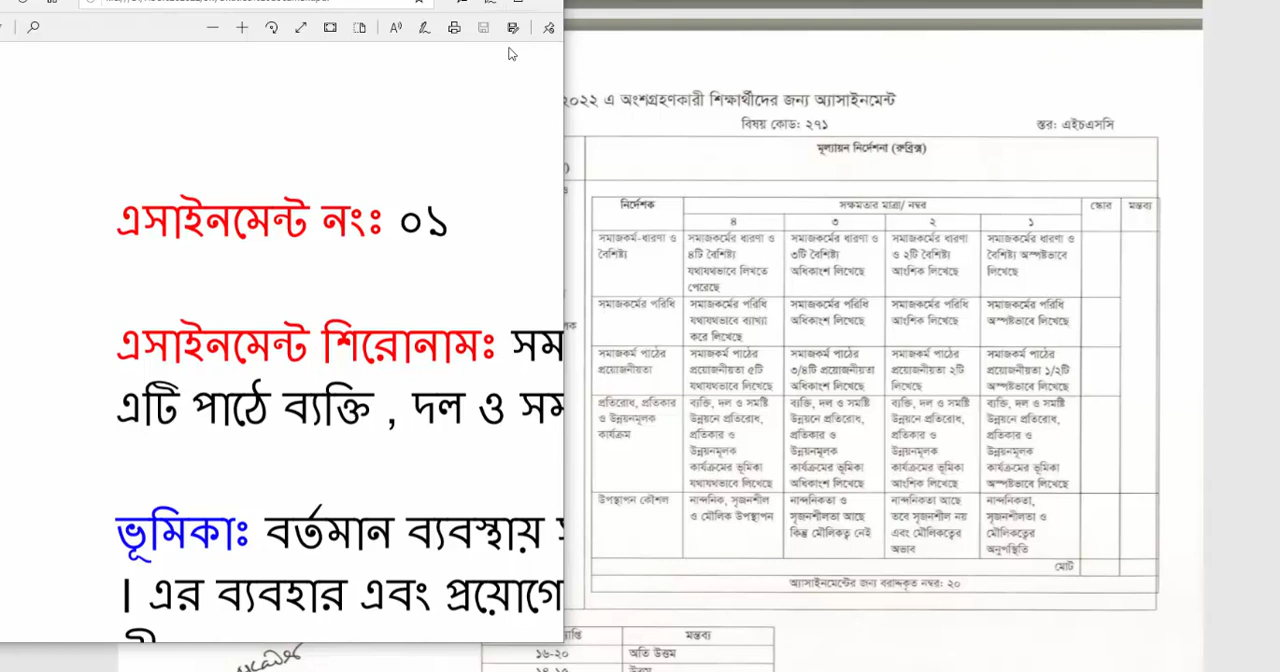 এসাইনমেন্ট নংঃ ০১
এসাইনমেন্ট শিরোনামঃ
এটি পাঠে ব্যক্তি , দল ও
ভূমিকাঃ বর্তমান ব্যবস্থায়
। এর ব্যবহার এবং
২০২২ এ অংশগ্রহণকারী শিক্ষার্থীদের জন্য অ্যাসাইনমেন্ট
বিষয় কোড: ২৭১ স্তর: এইচএসসি
মূল্যায়ন নির্দেশনা (রুব্রিক্স)
নির্দেশক সক্ষমতার মাত্রা/ নম্বর স্কোর মন্তব্য
৪ ৩ ২ ১
সমাজকর্ম-ধারণা ও সমাজকর্মের ধারণা ও সমাজকর্মের ধারণা ও সমাজকর্মের ধারণা সমাজকর্মের ধারণা ও
বৈশিষ্ট্য ৪টি বৈশিষ্ট্য ৩টি বৈশিষ্ট্য ও ২টি বৈশিষ্ট্য বৈশিষ্ট্য অস্পষ্টভাবে
যথাযথভাবে লিখতে অধিকাংশ লিখেছে আংশিক লিখেছে লিখেছে
পেরেছে
সমাজকর্মের পরিধি সমাজকর্মের পরিধি সমাজকর্মের পরিধি সমাজকর্মের পরিধি সমাজকর্মের পরিধি
যথাযথভাবে ব্যাখ্যা অধিকাংশ লিখেছে আংশিক লিখেছে অস্পষ্টভাবে লিখেছে
করে লিখেছে
সমাজকর্ম পাঠের সমাজকর্ম পাঠের সমাজকর্ম পাঠের সমাজকর্ম পাঠের সমাজকর্ম পাঠের
প্রয়োজনীয়তা প্রয়োজনীয়তা ৫টি ৩/৪টি প্রয়োজনীয়তা প্রয়োজনীয়তা ২টি প্রয়োজনীয়তা ১/২টি
যথাযথভাবে লিখেছে অধিকাংশ লিখেছে লিখেছে অস্পষ্টভাবে লিখেছে
প্রতিরোধ, প্রতিকার ব্যক্তি, দল ও সমষ্টি ব্যক্তি, দল ও সমষ্টি ব্যক্তি, দল ও সমষ্টি ব্যক্তি, দল ও সমষ্টি
ও উন্নয়নমূলক উন্নয়নে প্রতিরোধ, উন্নয়নে প্রতিরোধ, উন্নয়নে প্রতিরোধ, উন্নয়নে প্রতিরোধ,
কার্যক্রম প্রতিকার ও প্রতিকার ও প্রতিকার ও প্রতিকার ও
উন্নয়নমূলক উন্নয়নমূলক উন্নয়নমূলক উন্নয়নমূলক
কার্যক্রমের ভূমিকা কার্যক্রমের ভূমিকা কার্যক্রমের ভূমিকা কার্যক্রমের ভূমিকা
যথাযথভাবে লিখেছে অধিকাংশ লিখেছে আংশিক লিখেছে অস্পষ্টভাবে লিখেছে
উপস্থাপন কৌশল নান্দনিক, সৃজনশীল নান্দনিকতা ও নান্দনিকতা আছে নান্দনিকতা,
ও মৌলিক উপস্থাপন সৃজনশীলতা আছে তবে সৃজনশীল নয় সৃজনশীলতা ও
কিন্তু মৌলিকত্ব নেই এবং মৌলিকত্বের মৌলিকত্বের
অভাব অনুপস্থিতি
মোট
অ্যাসাইনমেন্টের জন্য বরাদ্দকৃত নম্বর: ২০
মন্তব্য
১৬-২০ অতি উত্তম